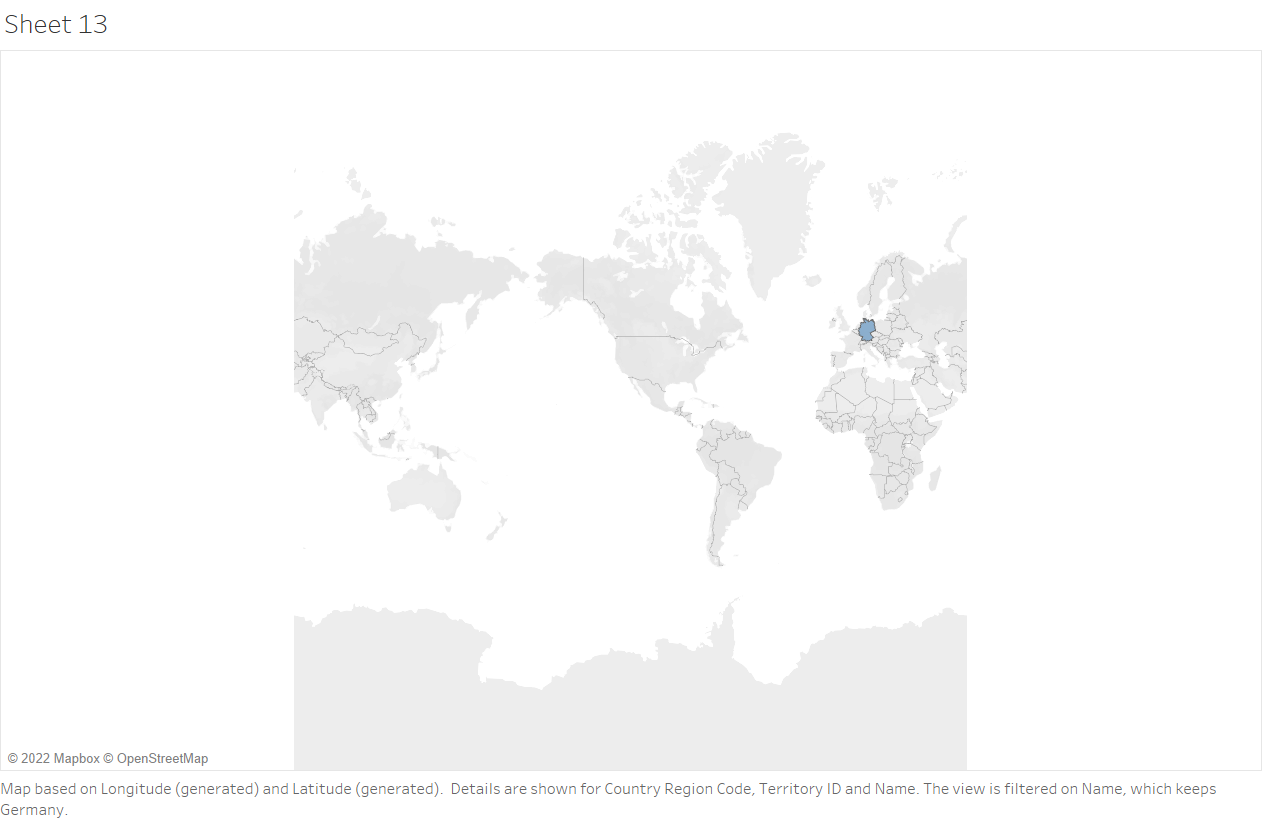 Sheet 13
© 2022 Mapbox © OpenStreetMap
Map based on Longitude (generated) and Latitude (generated).  Details are shown for Country Region Code, Territory ID and Name. The view is filtered on Name, which keeps
Germany.